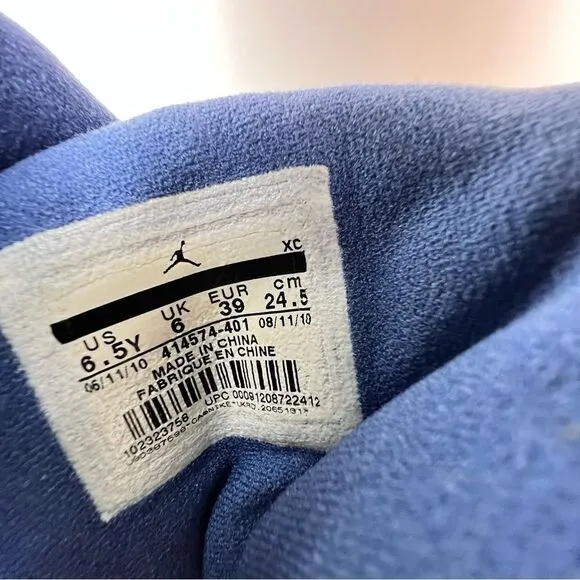 XC
US UK EUR cm
6.5Y 6 39 24.5
06/11/10 414574-401 08/11/10
MADE IN CHINA
FABRIQUE EN CHINE
102323758 UPC 00091208722412